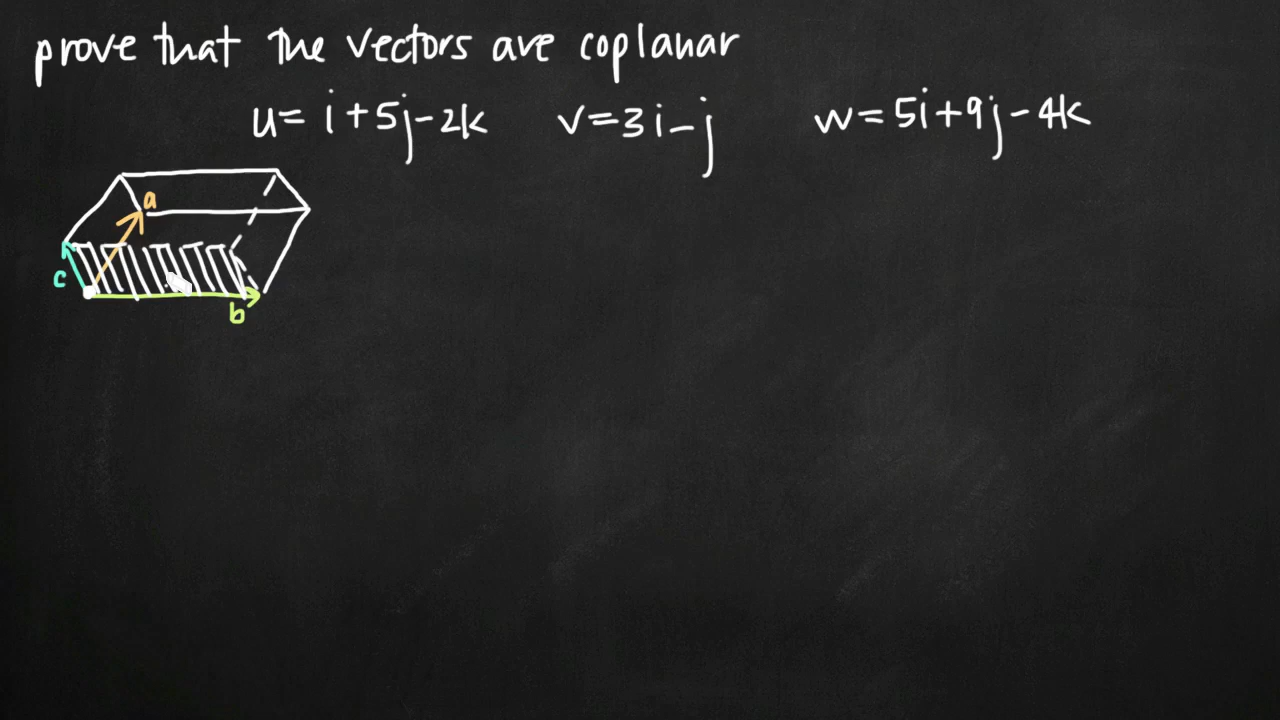 prove that the vectors are coplanar
u= i+5j-2k v=3i-j w=5i+9j-4k
a
c
b